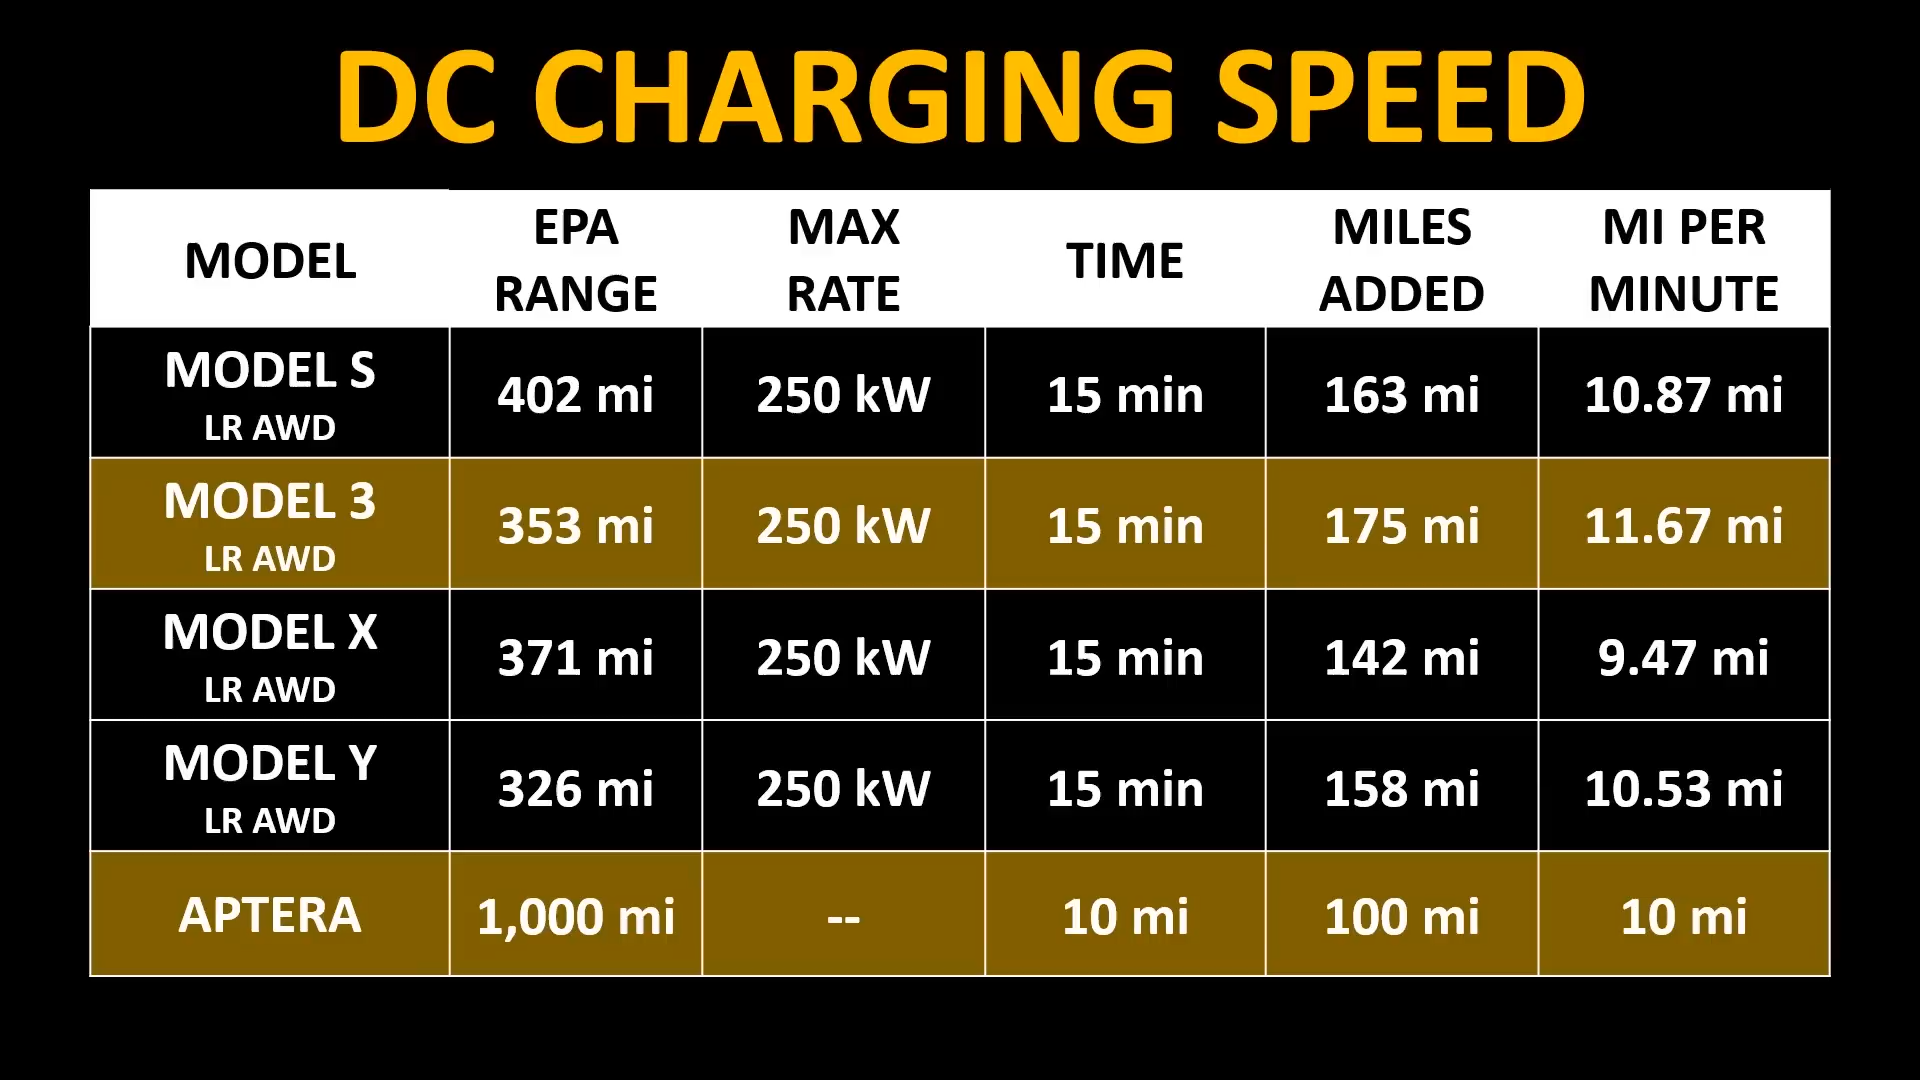 DC CHARGING SPEED
MODEL EPA RANGE MAX RATE TIME MILES ADDED MI PER MINUTE
MODEL S LR AWD 402 mi 250 kW 15 min 163 mi 10.87 mi
MODEL 3 LR AWD 353 mi 250 kW 15 min 175 mi 11.67 mi
MODEL X LR AWD 371 mi 250 kW 15 min 142 mi 9.47 mi
MODEL Y LR AWD 326 mi 250 kW 15 min 158 mi 10.53 mi
APTERA 1,000 mi -- 10 mi 100 mi 10 mi